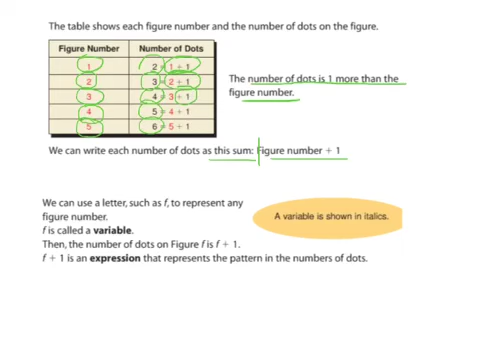 The table shows each figure number and the number of dots on the figure.
Figure Number Number of Dots
1 2 = 1 + 1
2 3 = 2 + 1
3 4 = 3 + 1
4 5 = 4 + 1
5 6 = 5 + 1
The number of dots is 1 more than the
figure number.
We can write each number of dots as this sum: Figure number + 1
We can use a letter, such as f, to represent any
figure number.
f is called a variable.
Then, the number of dots on Figure f is f + 1.
f + 1 is an expression that represents the pattern in the numbers of dots.
A variable is shown in italics.